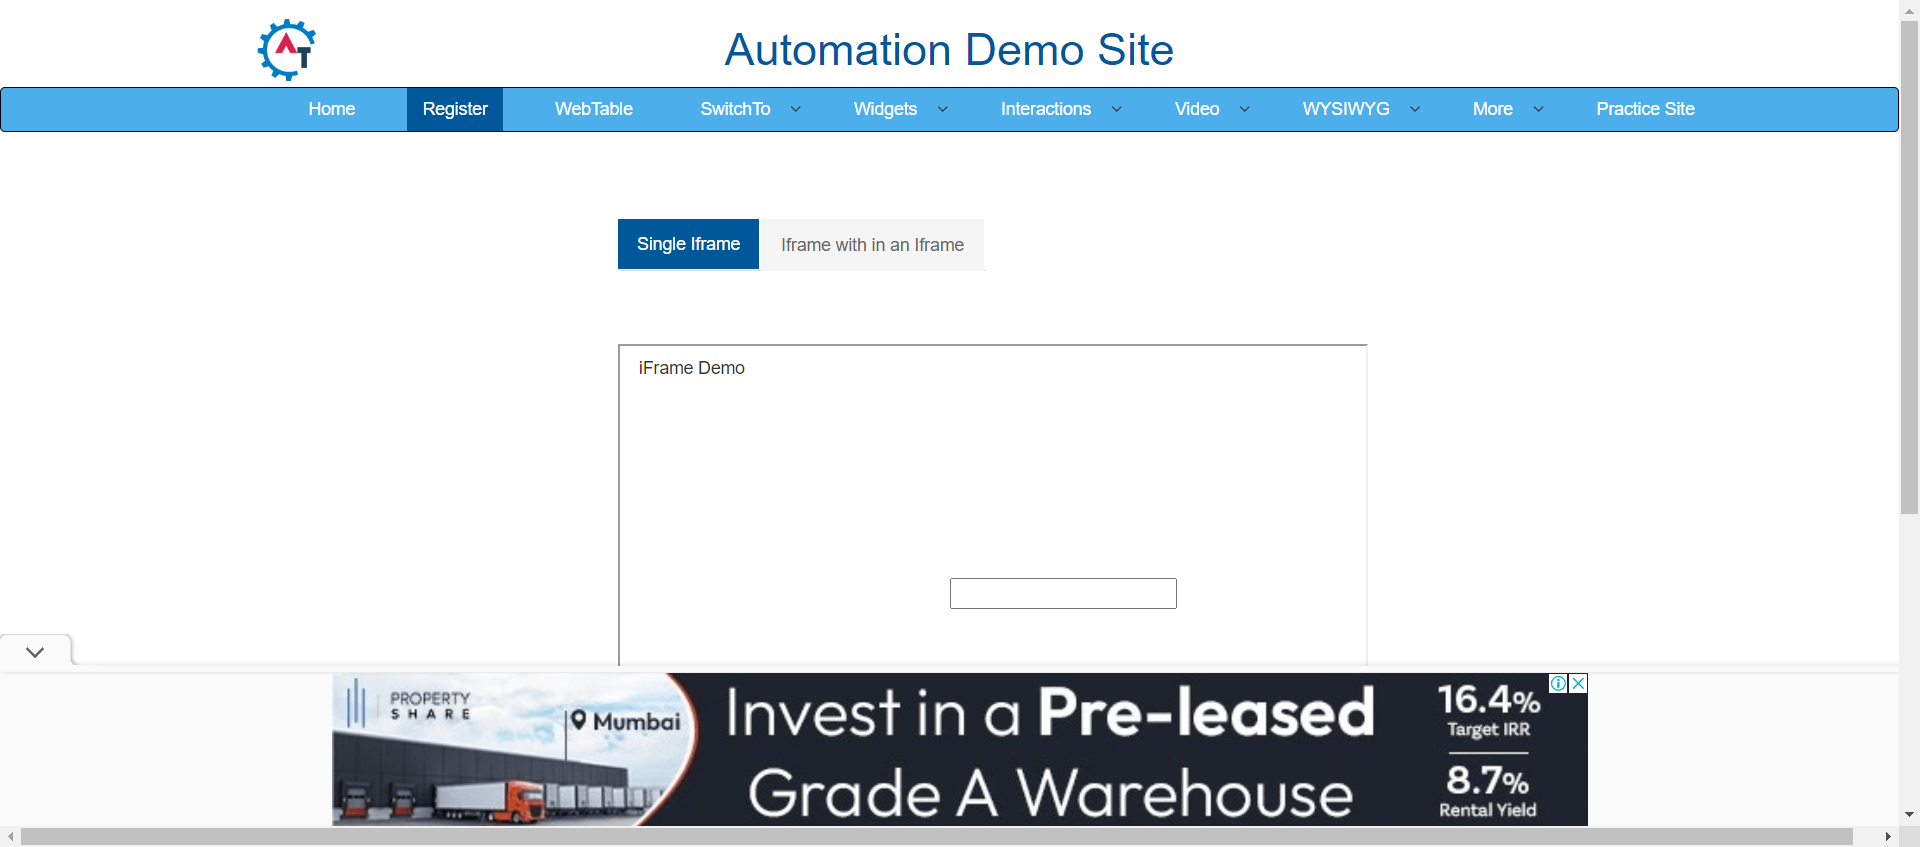 AT
Automation Demo Site
Home Register WebTable SwitchTo Widgets Interactions Video WYSIWYG More Practice Site
Single Iframe Iframe with in an Iframe
iFrame Demo
PROPERTY
SHARE
Mumbai
Invest in a Pre-leased
Grade A Warehouse
16.4%
Target IRR
8.7%
Rental Yield